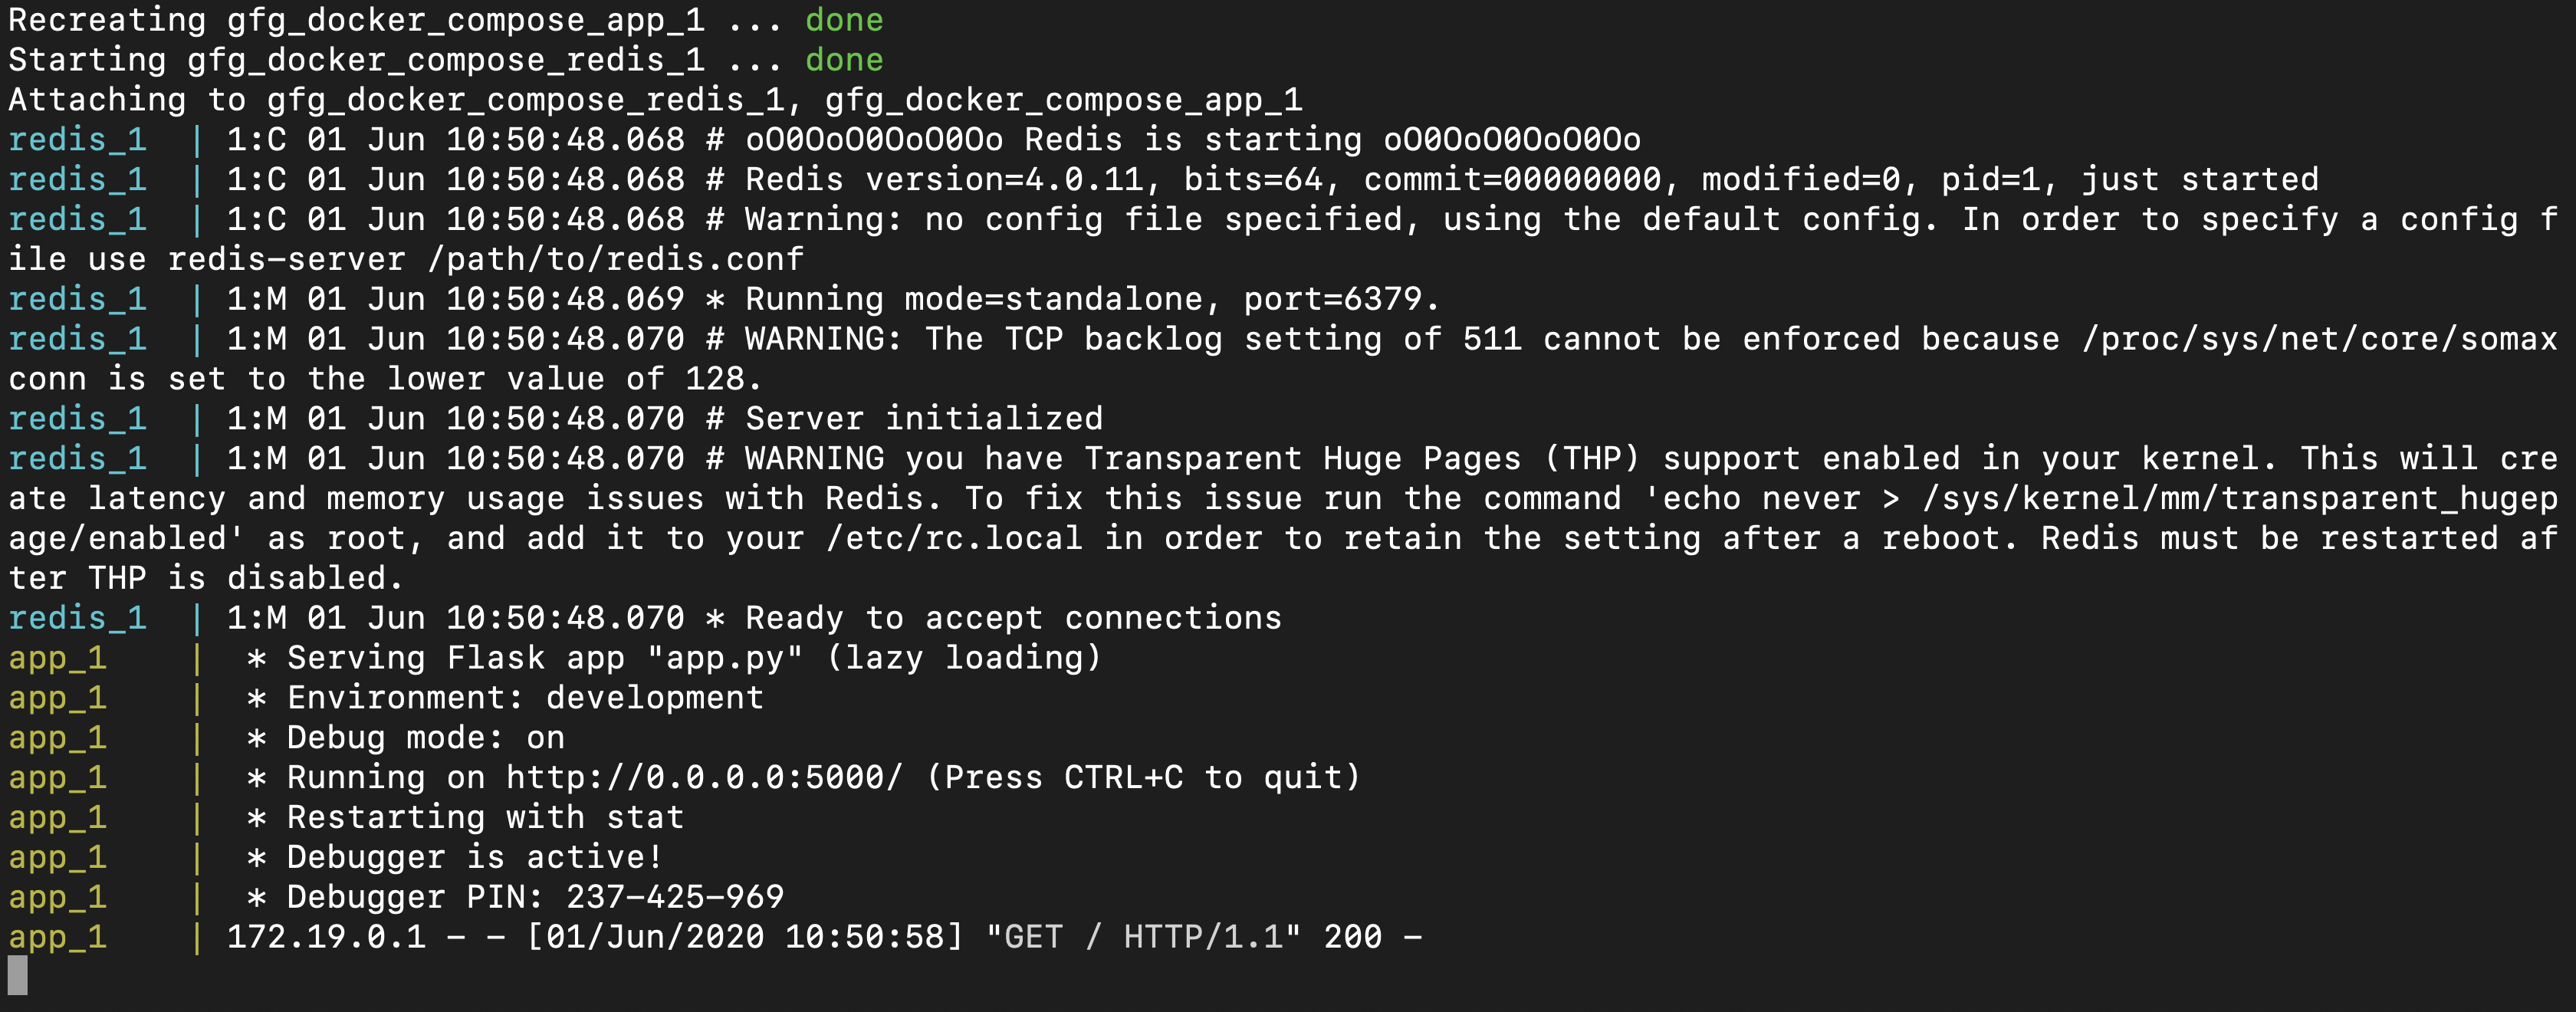 Recreating gfg_docker_compose_app_1 ... done
Starting gfg_docker_compose_redis_1 ... done
Attaching to gfg_docker_compose_redis_1, gfg_docker_compose_app_1
redis_1  | 1:C 01 Jun 10:50:48.068 # oO0OoO0OoO0Oo Redis is starting oO0OoO0OoO0Oo
redis_1  | 1:C 01 Jun 10:50:48.068 # Redis version=4.0.11, bits=64, commit=00000000, modified=0, pid=1, just started
redis_1  | 1:C 01 Jun 10:50:48.068 # Warning: no config file specified, using the default config. In order to specify a config f
ile use redis-server /path/to/redis.conf
redis_1  | 1:M 01 Jun 10:50:48.069 * Running mode=standalone, port=6379.
redis_1  | 1:M 01 Jun 10:50:48.070 # WARNING: The TCP backlog setting of 511 cannot be enforced because /proc/sys/net/core/somax
conn is set to the lower value of 128.
redis_1  | 1:M 01 Jun 10:50:48.070 # Server initialized
redis_1  | 1:M 01 Jun 10:50:48.070 # WARNING you have Transparent Huge Pages (THP) support enabled in your kernel. This will cre
ate latency and memory usage issues with Redis. To fix this issue run the command 'echo never > /sys/kernel/mm/transparent_hugep
age/enabled' as root, and add it to your /etc/rc.local in order to retain the setting after a reboot. Redis must be restarted af
ter THP is disabled.
redis_1  | 1:M 01 Jun 10:50:48.070 * Ready to accept connections
app_1    |  * Serving Flask app "app.py" (lazy loading)
app_1    |  * Environment: development
app_1    |  * Debug mode: on
app_1    |  * Running on http://0.0.0.0:5000/ (Press CTRL+C to quit)
app_1    |  * Restarting with stat
app_1    |  * Debugger is active!
app_1    |  * Debugger PIN: 237-425-969
app_1    | 172.19.0.1 - - [01/Jun/2020 10:50:58] "GET / HTTP/1.1" 200 -